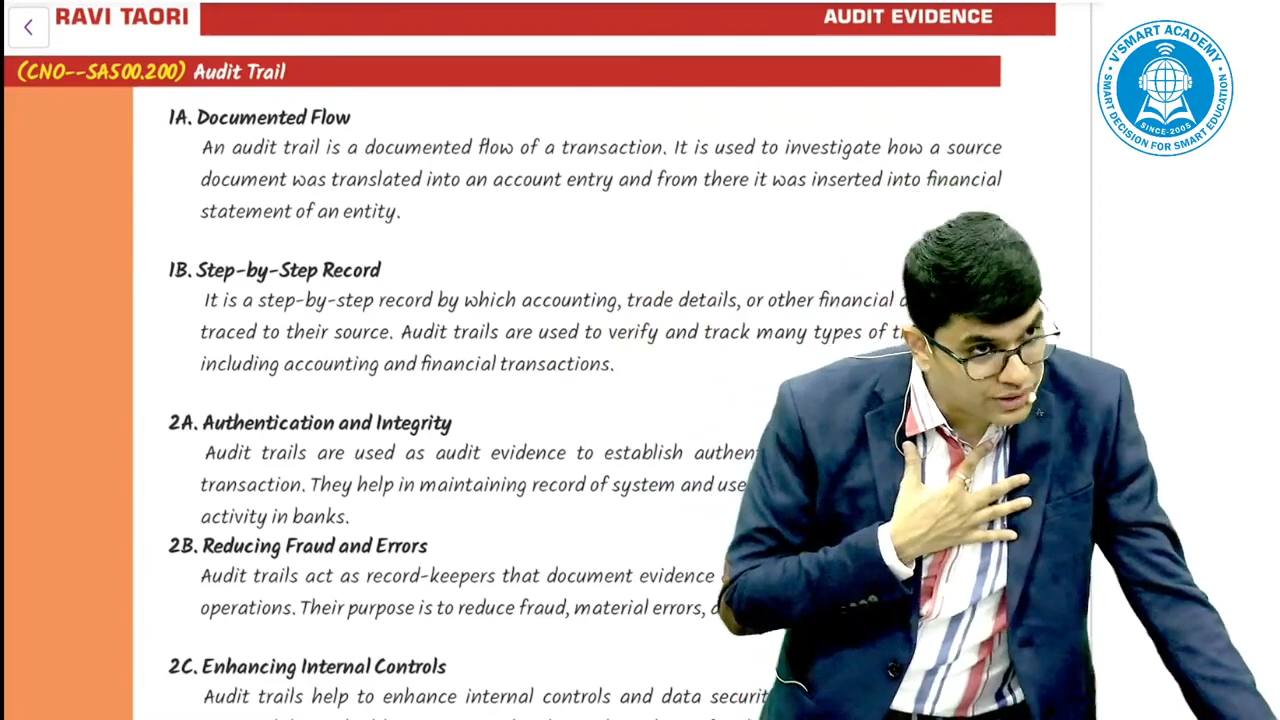 RAVI TAORI
AUDIT EVIDENCE
(CNO--SA500.200) Audit Trail
1A. Documented Flow
An audit trail is a documented flow of a transaction. It is used to investigate how a source
document was translated into an account entry and from there it was inserted into financial
statement of an entity.
1B. Step-by-Step Record
It is a step-by-step record by which accounting, trade details, or other financial
traced to their source. Audit trails are used to verify and track many types of
including accounting and financial transactions.
2A. Authentication and Integrity
Audit trails are used as audit evidence to establish
transaction. They help in maintaining record of system and
activity in banks.
2B. Reducing Fraud and Errors
Audit trails act as record-keepers that document evidence
operations. Their purpose is to reduce fraud, material errors,
2C. Enhancing Internal Controls
Audit trails help to enhance internal controls and data
V'SMART ACADEMY
SINCE-2005
SMART DECISION FOR SMART EDUCATION